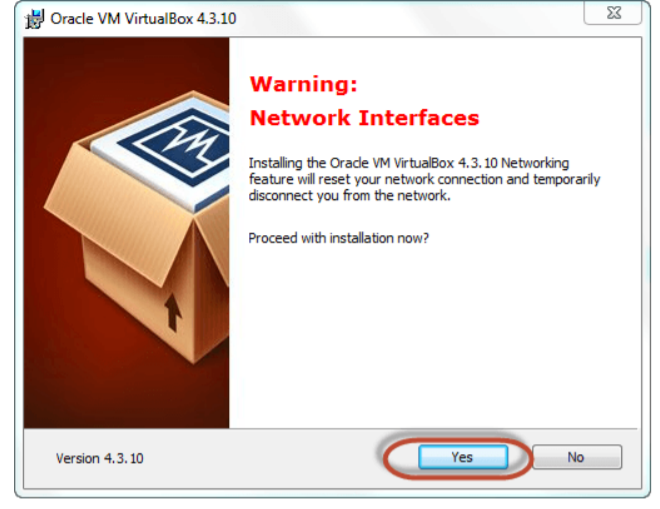 Oracle VM VirtualBox 4.3.10
Warning:
Network Interfaces
Installing the Oracle VM VirtualBox 4.3.10 Networking
feature will reset your network connection and temporarily
disconnect you from the network.
Proceed with installation now?
Version 4.3.10
Yes
No